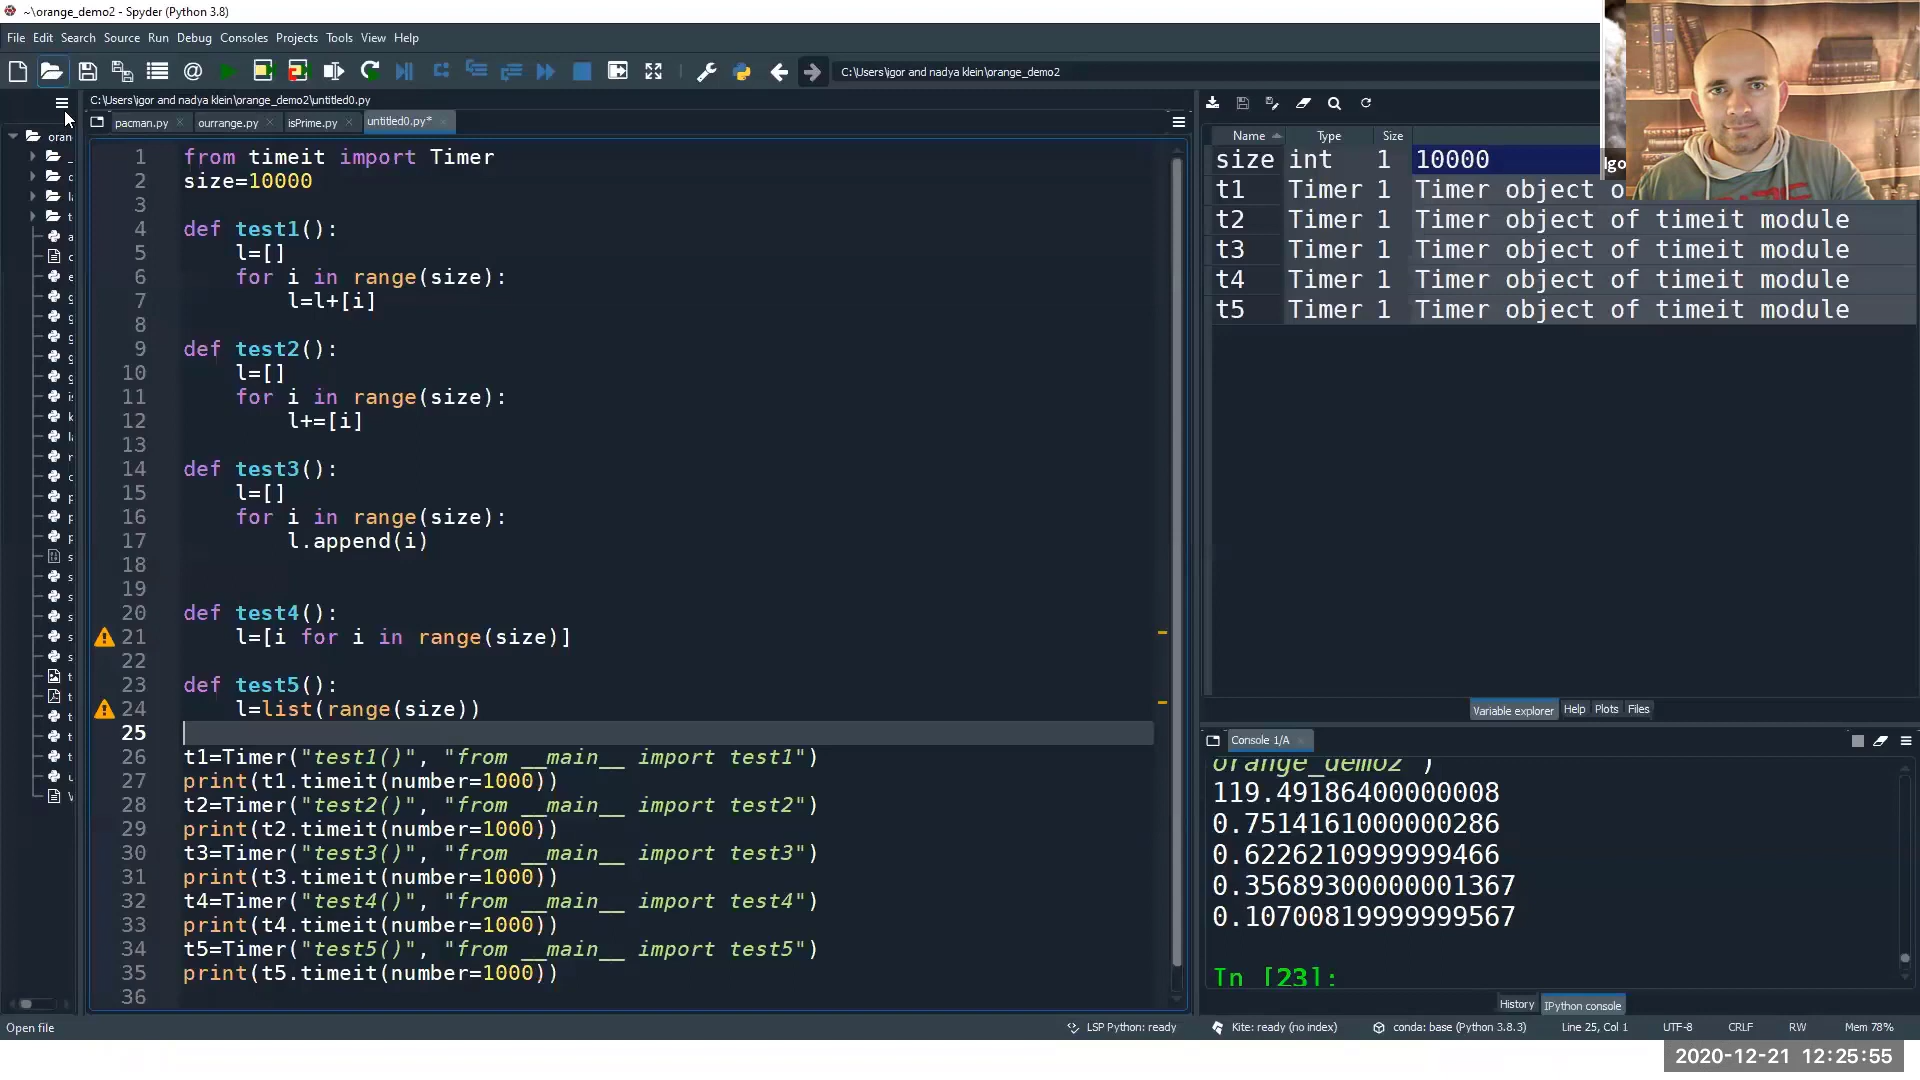 ~\orange_demo2 - Spyder (Python 3.8)
File Edit Search Source Run Debug Consoles Projects Tools View Help
C:\Users\igor and nadya klein\orange_demo2
C:\Users\igor and nadya klein\orange_demo2\untitled0.py
pacman.py ourrange.py isPrime.py untitled0.py*
oran
1 from timeit import Timer
2 size=10000
3
4 def test1():
5 l=[]
6 for i in range(size):
7 l=l+[i]
8
9 def test2():
10 l=[]
11 for i in range(size):
12 l+=[i]
13
14 def test3():
15 l=[]
16 for i in range(size):
17 l.append(i)
18
19
20 def test4():
21 l=[i for i in range(size)]
22
23 def test5():
24 l=list(range(size))
25
26 t1=Timer("test1()", "from __main__ import test1")
27 print(t1.timeit(number=1000))
28 t2=Timer("test2()", "from __main__ import test2")
29 print(t2.timeit(number=1000))
30 t3=Timer("test3()", "from __main__ import test3")
31 print(t3.timeit(number=1000))
32 t4=Timer("test4()", "from __main__ import test4")
33 print(t4.timeit(number=1000))
34 t5=Timer("test5()", "from __main__ import test5")
35 print(t5.timeit(number=1000))
36
Name Type Size
size int 1 10000
Igo
t1 Timer 1 Timer object o
t2 Timer 1 Timer object of timeit module
t3 Timer 1 Timer object of timeit module
t4 Timer 1 Timer object of timeit module
t5 Timer 1 Timer object of timeit module
Variable explorer Help Plots Files
Console 1/A
orange_demo2')
119.49186400000008
0.7514161000000286
0.6226210999999466
0.35689300000001367
0.10700819999999567
In [23]:
History IPython console
Open file
LSP Python: ready Kite: ready (no index) conda: base (Python 3.8.3) Line 25, Col 1 UTF-8 CRLF RW Mem 78%
2020-12-21 12:25:55